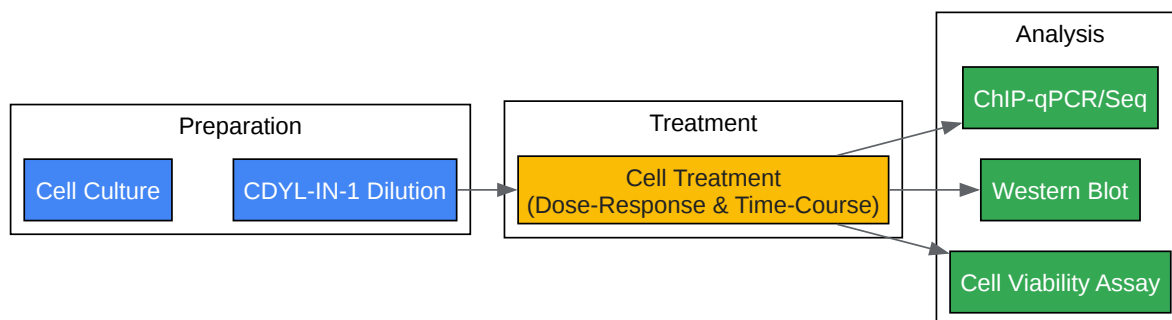 Preparation
Cell Culture
CDYL-IN-1 Dilution
Treatment
Cell Treatment
(Dose-Response & Time-Course)
Analysis
ChIP-qPCR/Seq
Western Blot
Cell Viability Assay